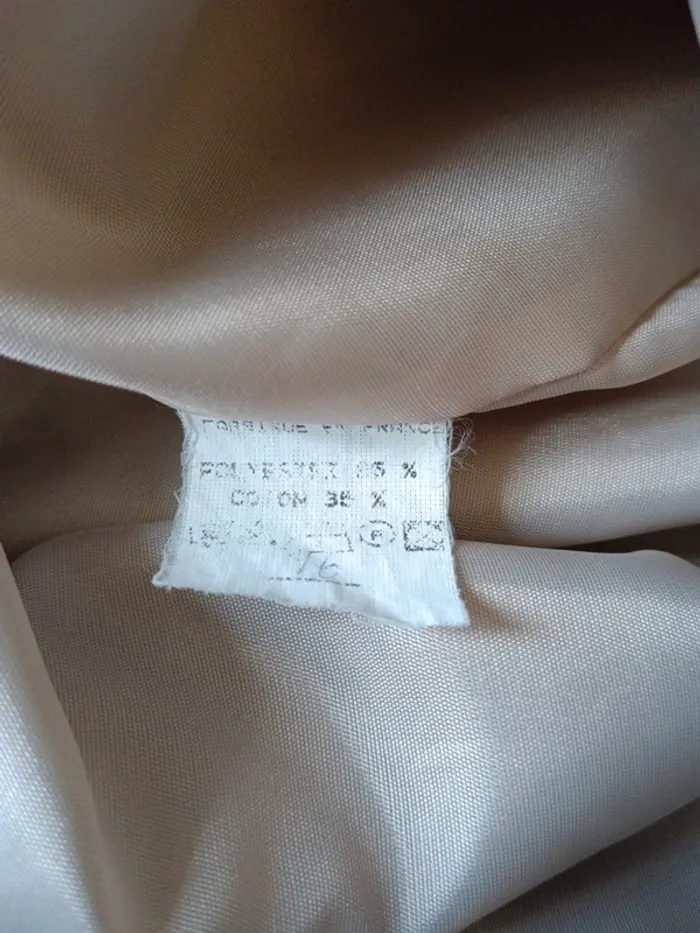 FABRIQUE EN FRANCE
POLYESTER 65 %
COTON 35 %
P
T6